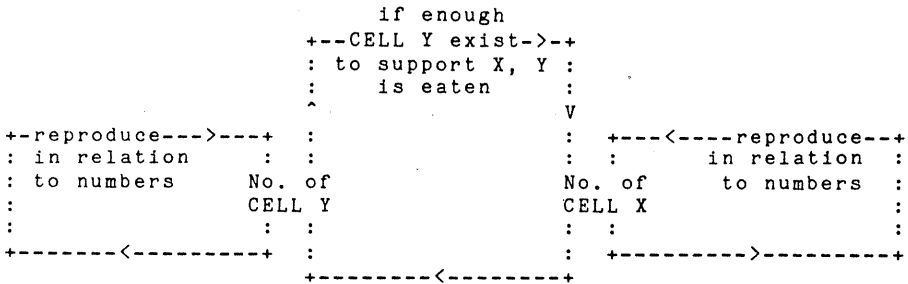 if enough
+--CELL Y exist->-+
: to support X, Y :
: is eaten :
^ V
+-reproduce--->---+ : : +---<----reproduce--+
: in relation : : : : in relation :
: to numbers No. of No. of to numbers :
: CELL Y CELL X :
: : : : : :
+-------<---------+ : : +--------->---------+
+--------<--------+